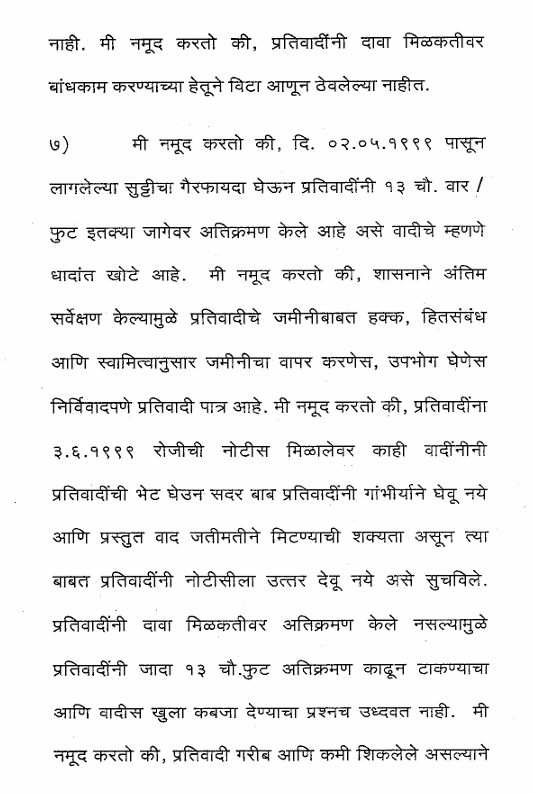 नाही. मी नमूद करतो की, प्रतिवादींनी दावा मिळकतीवर
बांधकाम करण्याच्या हेतूने विटा आणून ठेवलेल्या नाहीत.
७) मी नमूद करतो की, दि. ०२.०५.१९९९ पासून
लागलेल्या सुट्टीचा गैरफायदा घेऊन प्रतिवादींनी १३ चौ. वार /
फुट इतक्या जागेवर अतिक्रमण केले आहे असे वादीचे म्हणणे
धादांत खोटे आहे. मी नमूद करतो की, शासनाने अंतिम
सर्वेक्षण केल्यामुळे प्रतिवादीचे जमीनीबाबत हक्क, हितसंबंध
आणि स्वामित्वानुसार जमीनीचा वापर करणेस, उपभोग घेणेस
निर्विवादपणे प्रतिवादी पात्र आहे. मी नमूद करतो की, प्रतिवादींना
३.६.१९९९ रोजीची नोटीस मिळालेवर काही वादींनीनी
प्रतिवादींची भेट घेउन सदर बाब प्रतिवादींनी गांभीर्याने घेवू नये
आणि प्रस्तुत वाद जतीमतीने मिटण्याची शक्यता असून त्या
बाबत प्रतिवादींनी नोटीसीला उत्तर देवू नये असे सुचविले.
प्रतिवादींनी दावा मिळकतीवर अतिक्रमण केले नसल्यामुळे
प्रतिवादींनी जादा १३ चौ.फुट अतिक्रमण काढून टाकण्याचा
आणि वादीस खुला कबजा देण्याचा प्रश्नच उध्दवत नाही. मी
नमूद करतो की, प्रतिवादी गरीब आणि कमी शिकलेले असल्याने